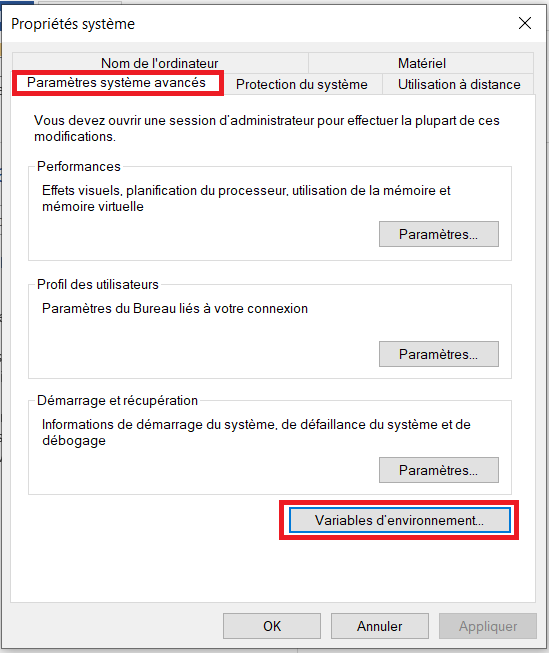 Propriétés système
Nom de l'ordinateur
Matériel
Paramètres système avancés
Protection du système
Utilisation à distance
Vous devez ouvrir une session d'administrateur pour effectuer la plupart de ces
modifications.
Performances
Effets visuels, planification du processeur, utilisation de la mémoire et
mémoire virtuelle
Paramètres...
Profil des utilisateurs
Paramètres du Bureau liés à votre connexion
Paramètres...
Démarrage et récupération
Informations de démarrage du système, de défaillance du système et de
débogage
Paramètres...
Variables d'environnement...
OK
Annuler
Appliquer